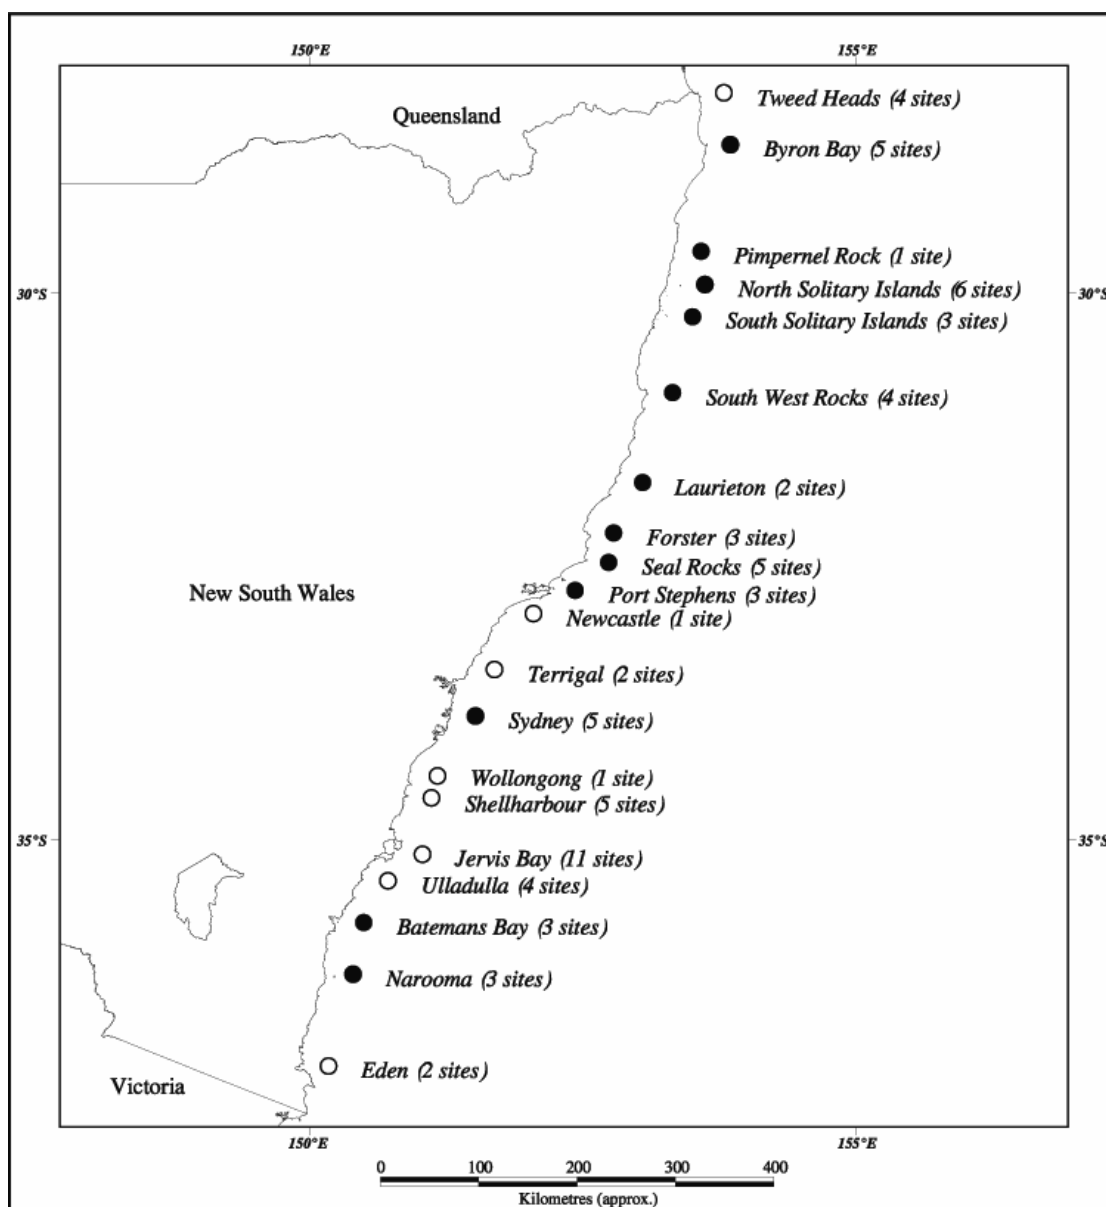 150°E 155°E
Queensland
Tweed Heads (4 sites)
Byron Bay (5 sites)
Pimpernel Rock (1 site)
30°S North Solitary Islands (6 sites) 30°S
South Solitary Islands (3 sites)
South West Rocks (4 sites)
Laurieton (2 sites)
Forster (3 sites)
Seal Rocks (5 sites)
New South Wales Port Stephens (3 sites)
Newcastle (1 site)
Terrigal (2 sites)
Sydney (5 sites)
Wollongong (1 site)
Shellharbour (5 sites)
35°S 35°S
Jervis Bay (11 sites)
Ulladulla (4 sites)
Batemans Bay (3 sites)
Narooma (3 sites)
Eden (2 sites)
Victoria
150°E 155°E
0 100 200 300 400
Kilometres (approx.)